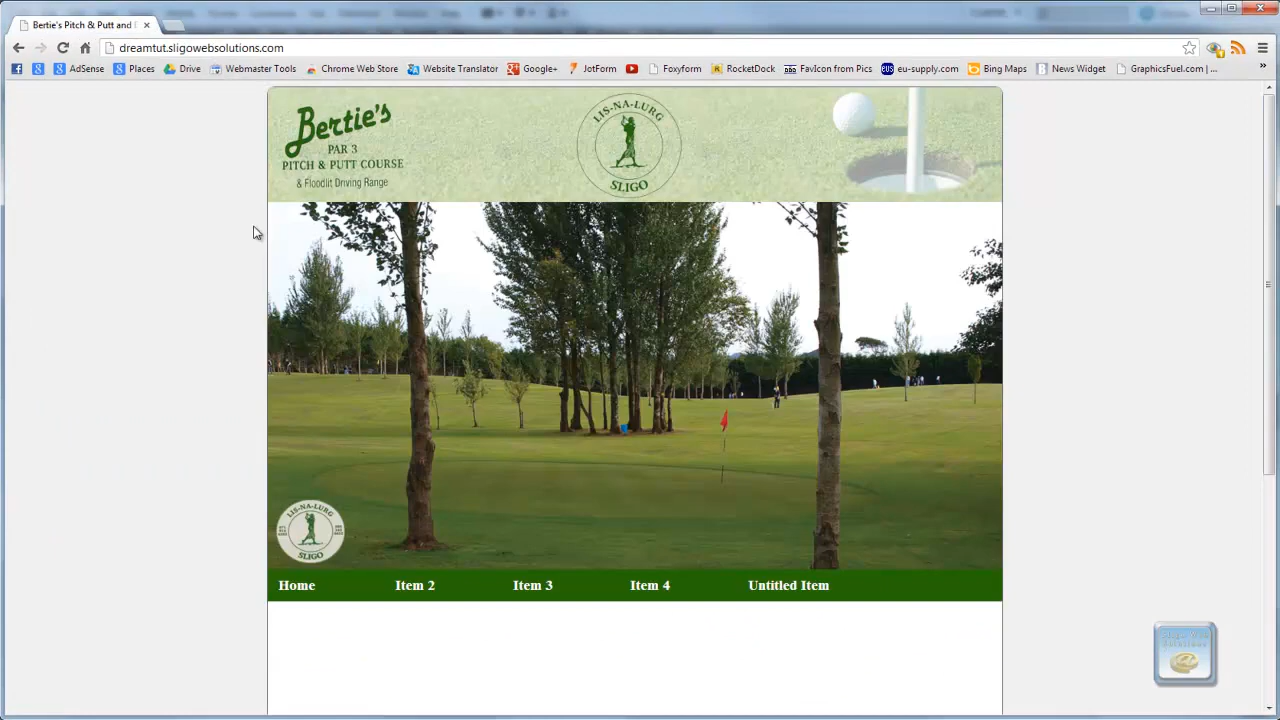 Bertie's Pitch & Putt and
dreamtut.sligowebsolutions.com
AdSense Places Drive Webmaster Tools Chrome Web Store Website Translator Google+ JotForm Foxyform RocketDock FavIcon from Pics eu-supply.com Bing Maps News Widget GraphicsFuel.com | ... »
Bertie's
PAR 3
PITCH & PUTT COURSE
& Floodlit Driving Range
LIS-NA-LURG
SLIGO
LIS-NA-LURG
SLIGO
Home Item 2 Item 3 Item 4 Untitled Item
Sligo Web
Solutions